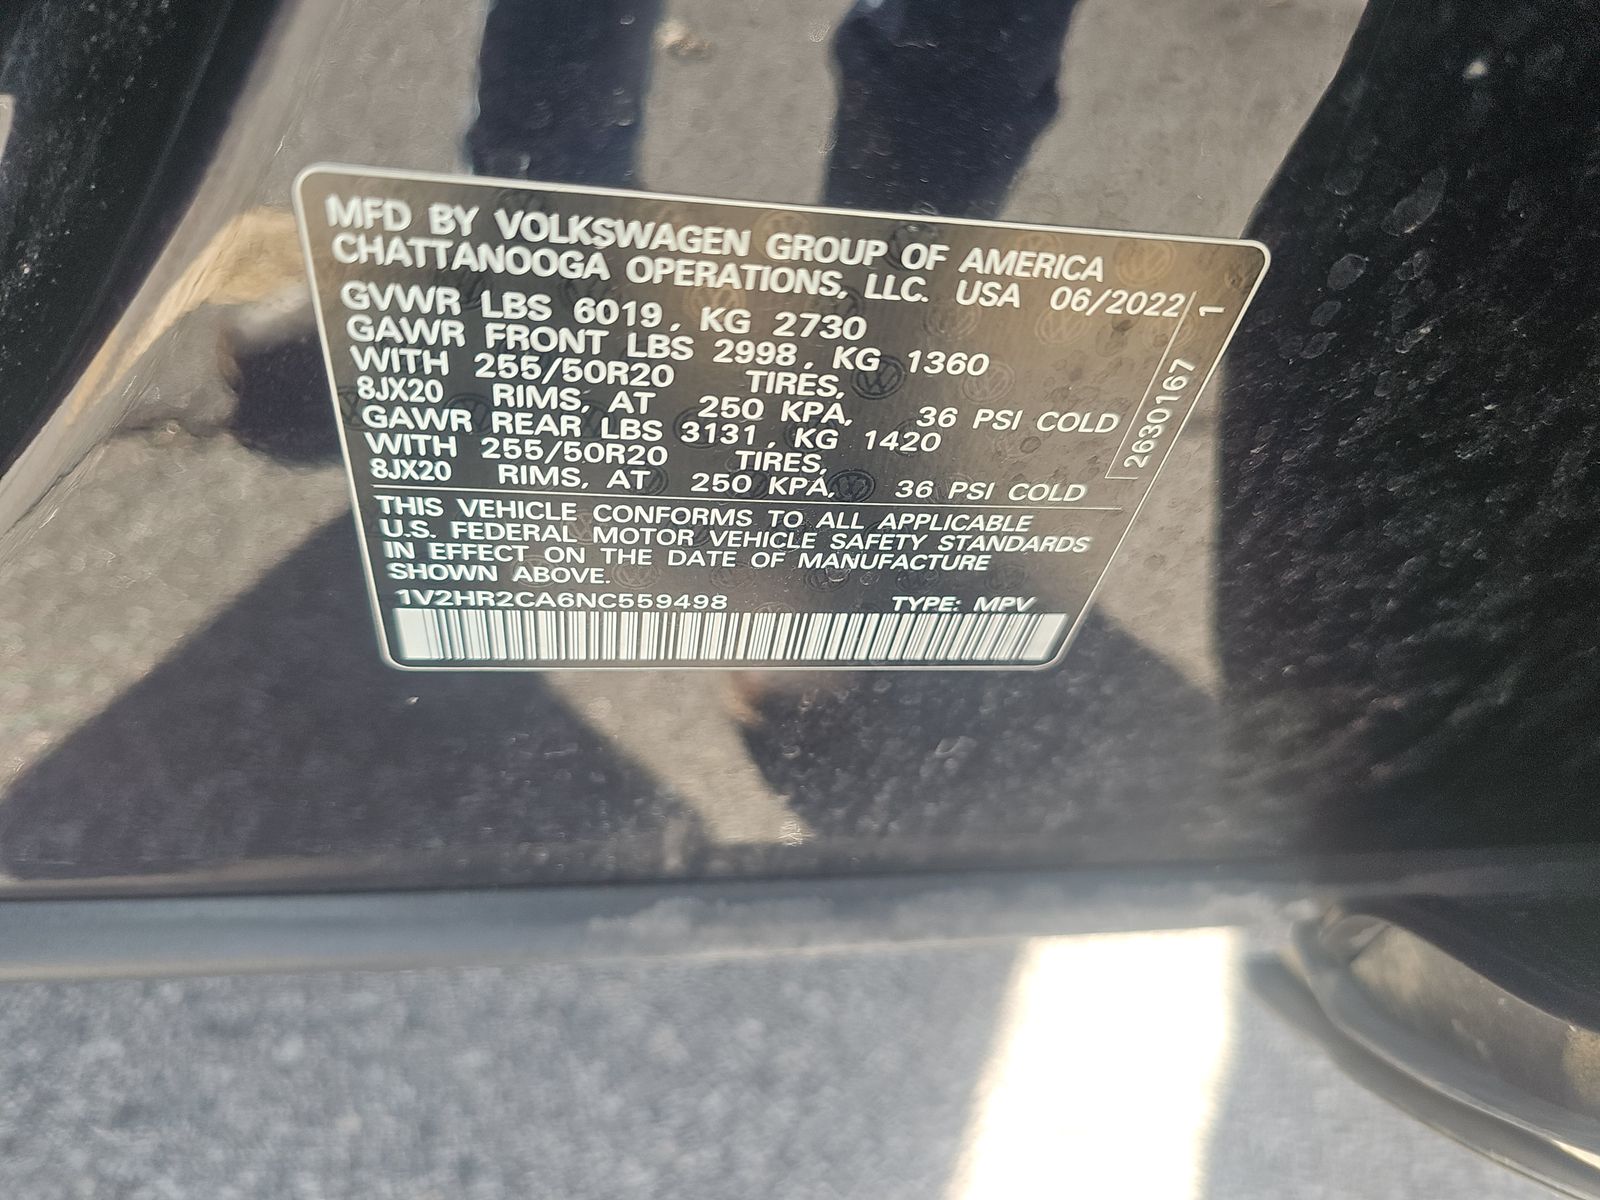 MFD BY VOLKSWAGEN GROUP OF AMERICA
CHATTANOOGA OPERATIONS, LLC. USA 06/2022
GVWR LBS 6019, KG 2730
GAWR FRONT LBS 2998, KG 1360
WITH 255/50R20 TIRES,
8JX20 RIMS, AT 250 KPA, 36 PSI COLD
GAWR REAR LBS 3131, KG 1420
WITH 255/50R20 TIRES,
8JX20 RIMS, AT 250 KPA, 36 PSI COLD
THIS VEHICLE CONFORMS TO ALL APPLICABLE
U.S. FEDERAL MOTOR VEHICLE SAFETY STANDARDS
IN EFFECT ON THE DATE OF MANUFACTURE
SHOWN ABOVE.
1V2HR2CA6NC559498 TYPE: MPV
2630167 1